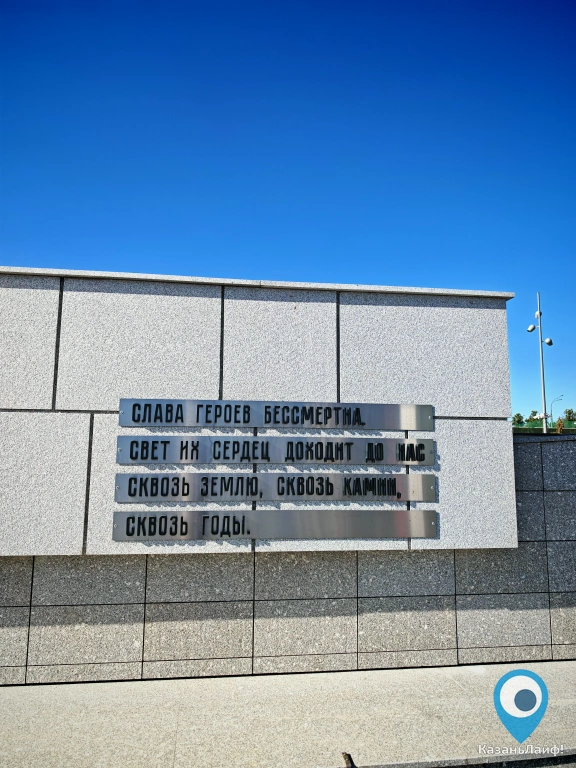 СЛАВА ГЕРОЕВ БЕССМЕРТНА.
СВЕТ ИХ СЕРДЕЦ ДОХОДИТ ДО НАС
СКВОЗЬ ЗЕМЛЮ, СКВОЗЬ КАМНИ,
СКВОЗЬ ГОДЫ.
КазаньЛайф!